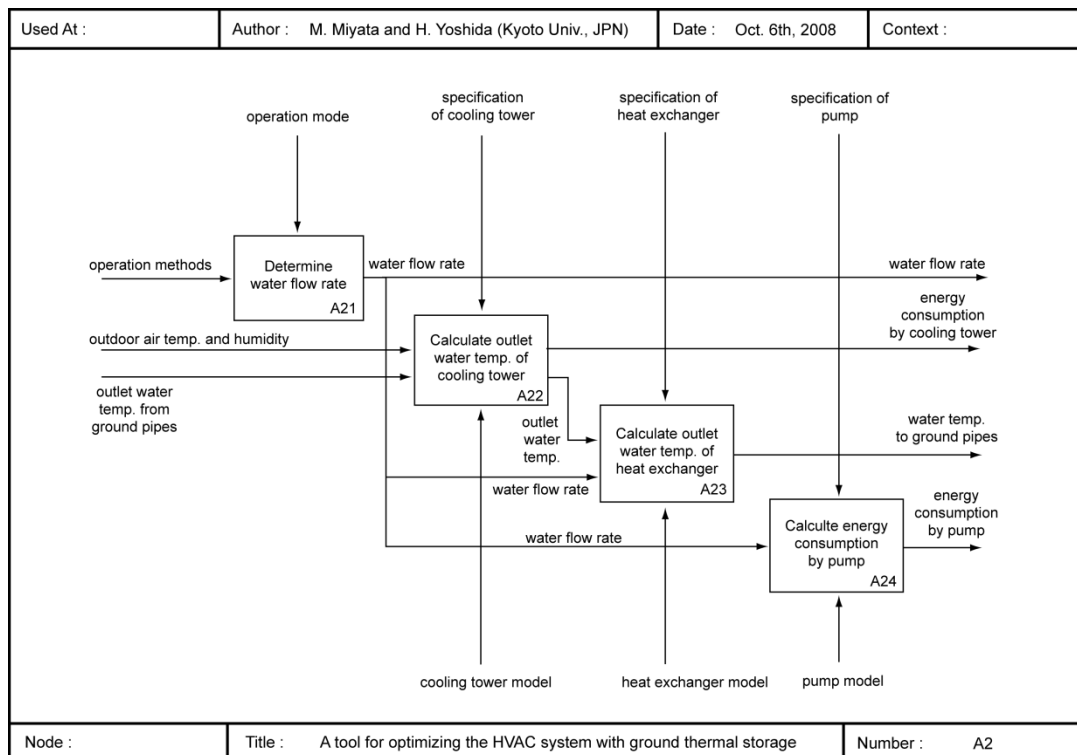 Used At :
Author : M. Miyata and H. Yoshida (Kyoto Univ., JPN)
Date : Oct. 6th, 2008
Context :
operation mode
specification
of cooling tower
specification of
heat exchanger
specification of
pump
operation methods
Determine
water flow rate
A21
water flow rate
water flow rate
energy
consumption
by cooling tower
outdoor air temp. and humidity
Calculate outlet
water temp. of
cooling tower
A22
outlet water
temp. from
ground pipes
outlet
water
temp.
Calculate outlet
water temp. of
heat exchanger
A23
water temp.
to ground pipes
water flow rate
energy
consumption
by pump
water flow rate
Calculte energy
consumption
by pump
A24
cooling tower model
heat exchanger model
pump model
Node :
Title : A tool for optimizing the HVAC system with ground thermal storage
Number : A2